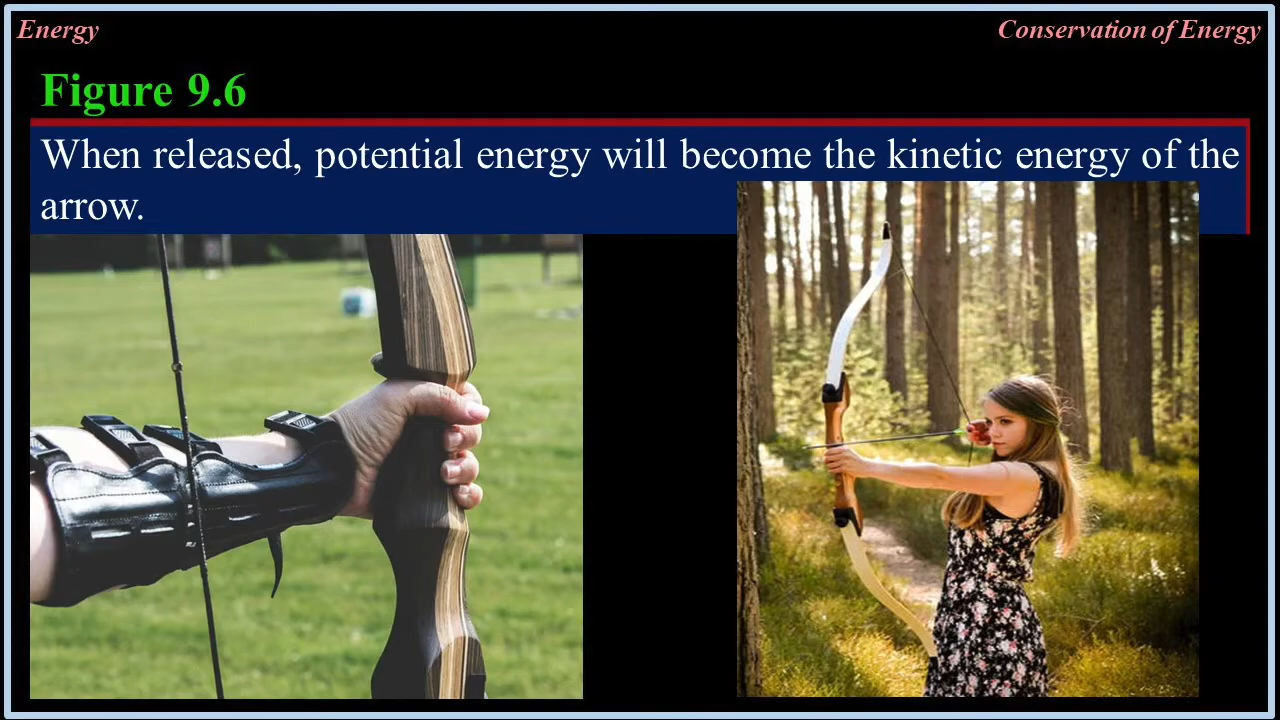 Energy
Conservation of Energy
Figure 9.6
When released, potential energy will become the kinetic energy of the
arrow.